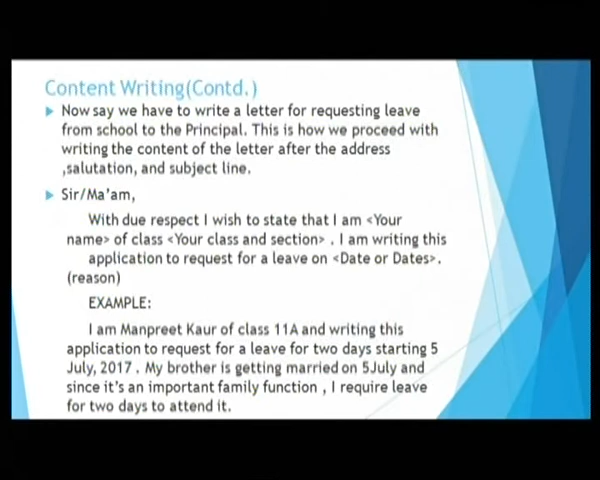 Content Writing(Contd.)
Now say we have to write a letter for requesting leave
from school to the Principal. This is how we proceed with
writing the content of the letter after the address
,salutation, and subject line.
Sir/Ma'am,
With due respect I wish to state that I am <Your
name> of class <Your class and section> . I am writing this
application to request for a leave on <Date or Dates>.
(reason)
EXAMPLE:
I am Manpreet Kaur of class 11A and writing this
application to request for a leave for two days starting 5
July, 2017 . My brother is getting married on 5July and
since it's an important family function , I require leave
for two days to attend it.